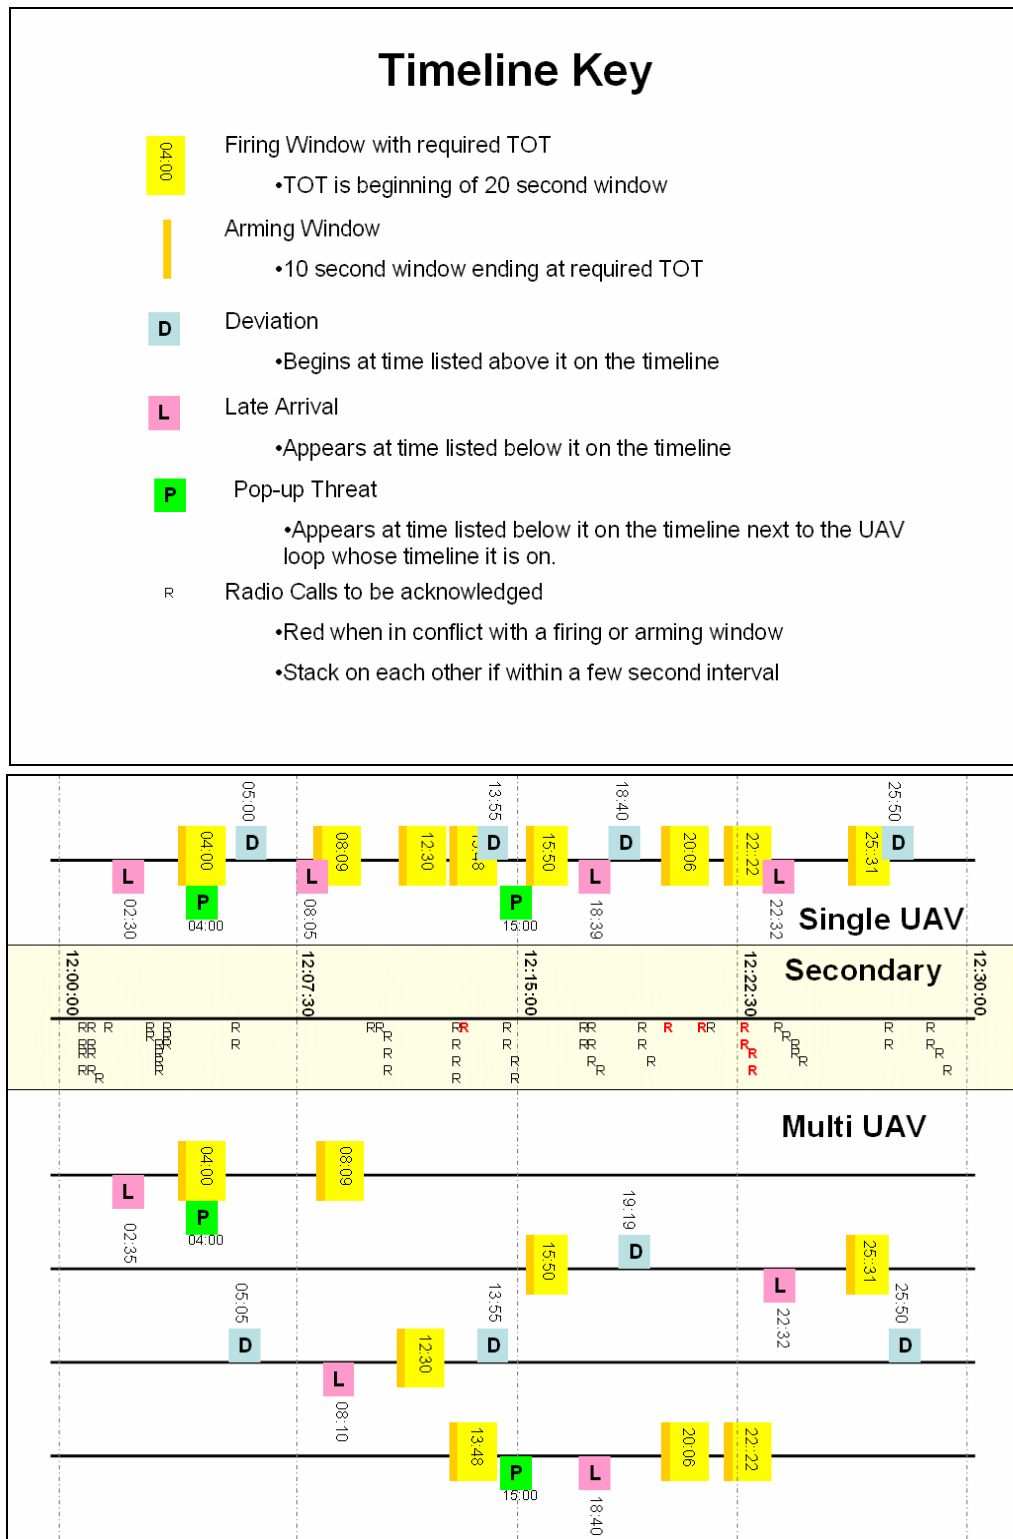 Timeline Key
04:00
Firing Window with required TOT
•TOT is beginning of 20 second window
Arming Window
•10 second window ending at required TOT
D
Deviation
•Begins at time listed above it on the timeline
L
Late Arrival
•Appears at time listed below it on the timeline
P
Pop-up Threat
•Appears at time listed below it on the timeline next to the UAV
loop whose timeline it is on.
R
Radio Calls to be acknowledged
•Red when in conflict with a firing or arming window
•Stack on each other if within a few second interval
05:00 13:55 18:40 25:50
04:00 D 08:09 12:30 13:48 D 15:50 D 20:06 22::22 25::31 D
L P L P L L
02:30 04:00 08:05 15:00 18:39 22:32
Single UAV
12:00:00 12:07:30 12:15:00 12:22:30 12:30:00
Secondary
R R R R R R R R R R R R R R R R R R R R R R R
R R R R R R R R R R R R R
R R R R R R R R R R R R
R R R R R R R R R R R
Multi UAV
04:00 08:09
L P
02:35 04:00
19:19
15:50 D 25::31
L
22:32
05:05 13:55 25:50
D 12:30 D D
L
08:10
13:48 20:06 22::22
P L
15:00 18:40